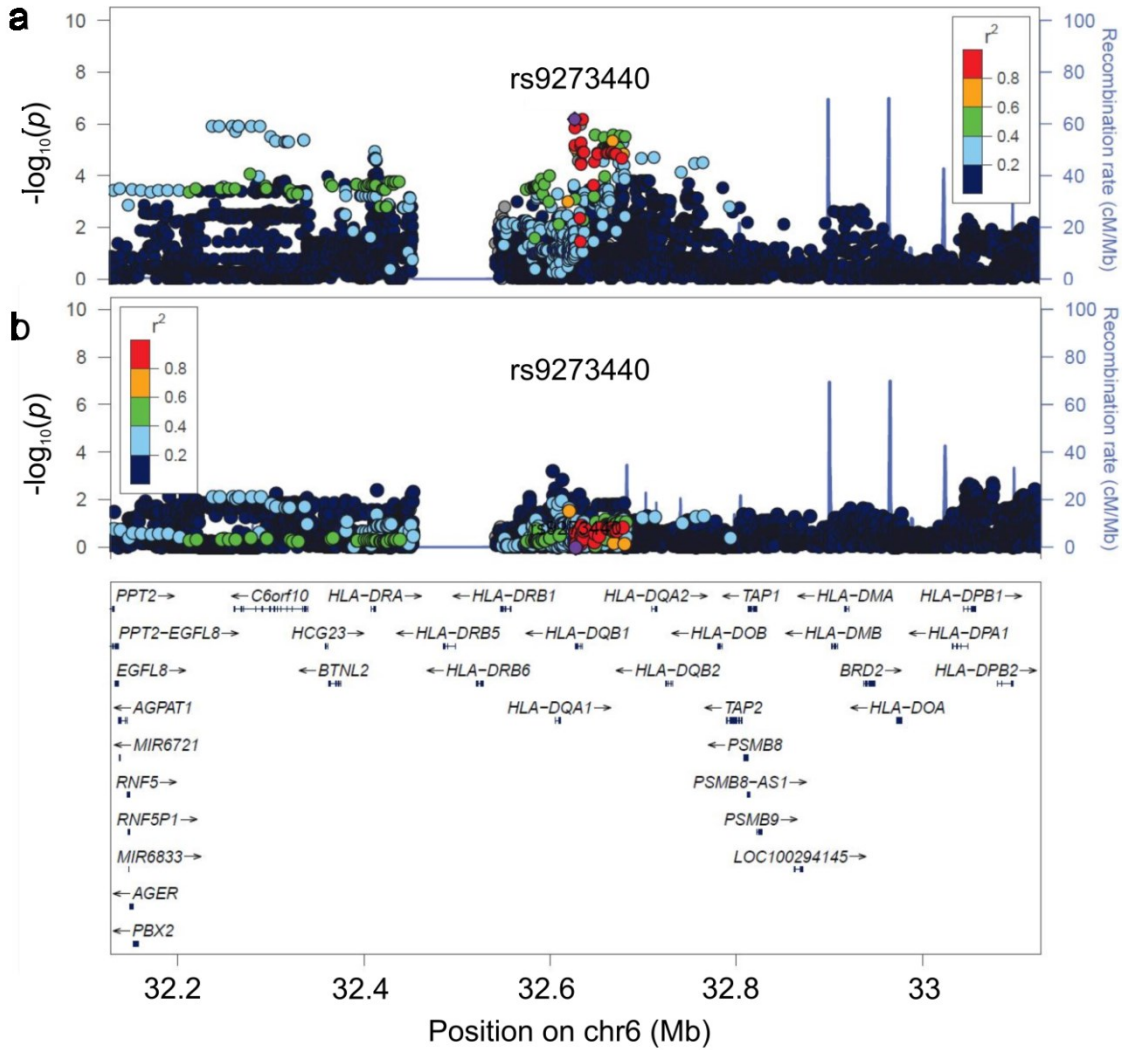 a
10
8
6
4
2
0
-log₁₀(p)
rs9273440
r²
0.8
0.6
0.4
0.2
100
80
60
40
20
0
Recombination rate (cM/Mb)
b
10
8
6
4
2
0
-log₁₀(p)
r²
0.8
0.6
0.4
0.2
rs9273440
rs9273440
100
80
60
40
20
0
Recombination rate (cM/Mb)
PPT2→ ←C6orf10 HLA−DRA→ ←HLA−DRB1 HLA−DQA2→ ←TAP1 ←HLA−DMA HLA−DPB1→
PPT2−EGFL8→ HCG23→ ←HLA−DRB5 ←HLA−DQB1 ←HLA−DOB ←HLA−DMB ←HLA−DPA1
EGFL8→ ←BTNL2 ←HLA−DRB6 ←HLA−DQB2 BRD2→ HLA−DPB2→
←AGPAT1 HLA−DQA1→ ←TAP2 ←HLA−DOA
←MIR6721 ←PSMB8
RNF5→ PSMB8−AS1→
RNF5P1→ PSMB9→
MIR6833→ LOC100294145→
←AGER
←PBX2
32.2 32.4 32.6 32.8 33
Position on chr6 (Mb)